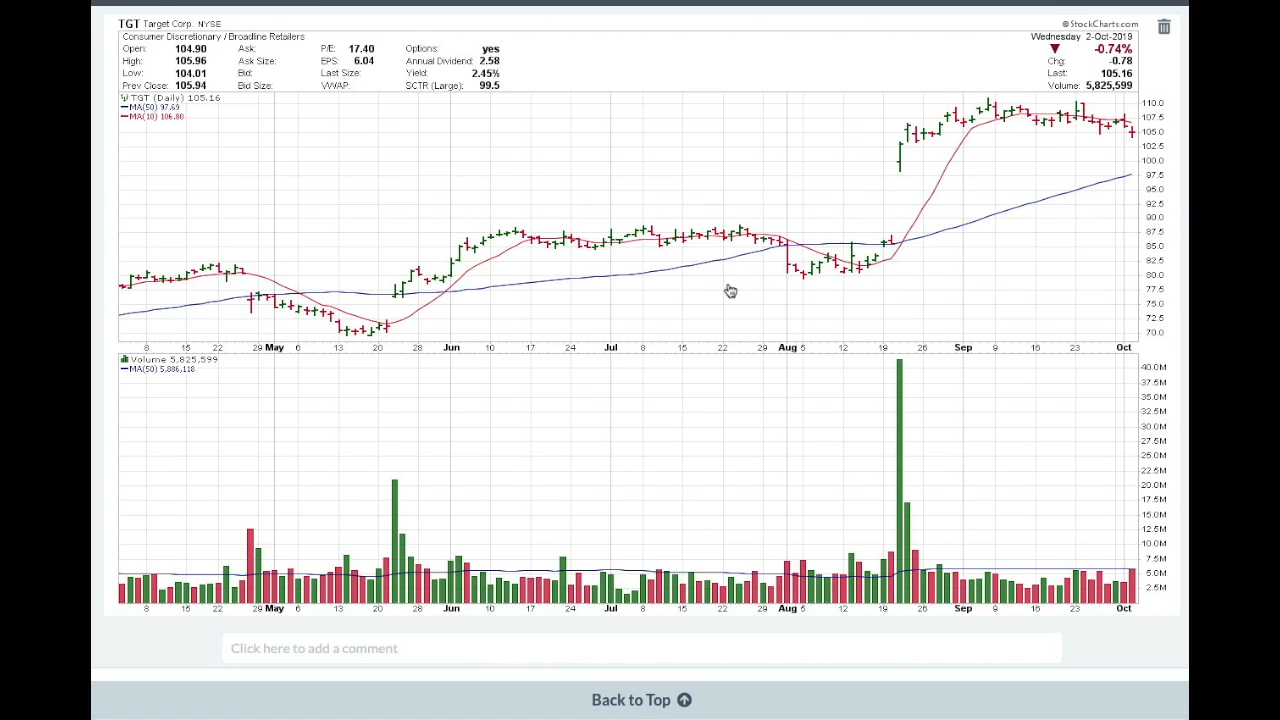 TGT Target Corp. NYSE
© StockCharts.com
Consumer Discretionary / Broadline Retailers
Wednesday 2-Oct-2019
Open: 104.90 Ask: P/E: 17.40 Options: yes ▼ -0.74%
High: 105.96 Ask Size: EPS: 6.04 Annual Dividend: 2.58 Chg: -0.78
Low: 104.01 Bid: Last Size: Yield: 2.45% Last: 105.16
Prev Close: 105.94 Bid Size: VWAP: SCTR (Large): 99.5 Volume: 5,825,599
TGT (Daily) 105.16
MA(50) 97.69
MA(10) 106.80
110.0
107.5
105.0
102.5
100.0
97.5
95.0
92.5
90.0
87.5
85.0
82.5
80.0
77.5
75.0
72.5
70.0
8 15 22 29 May 6 13 20 Jun 10 17 24 Jul 8 15 22 29 Aug 5 12 19 26 Sep 9 16 23 Oct
Volume 5,825,599
MA(50) 5,886,118
40.0M
37.5M
35.0M
32.5M
30.0M
27.5M
25.0M
22.5M
20.0M
17.5M
15.0M
12.5M
10.0M
7.5M
5.0M
2.5M
8 15 22 29 May 6 13 20 Jun 10 17 24 Jul 8 15 22 29 Aug 5 12 19 26 Sep 9 16 23 Oct
Click here to add a comment
Back to Top